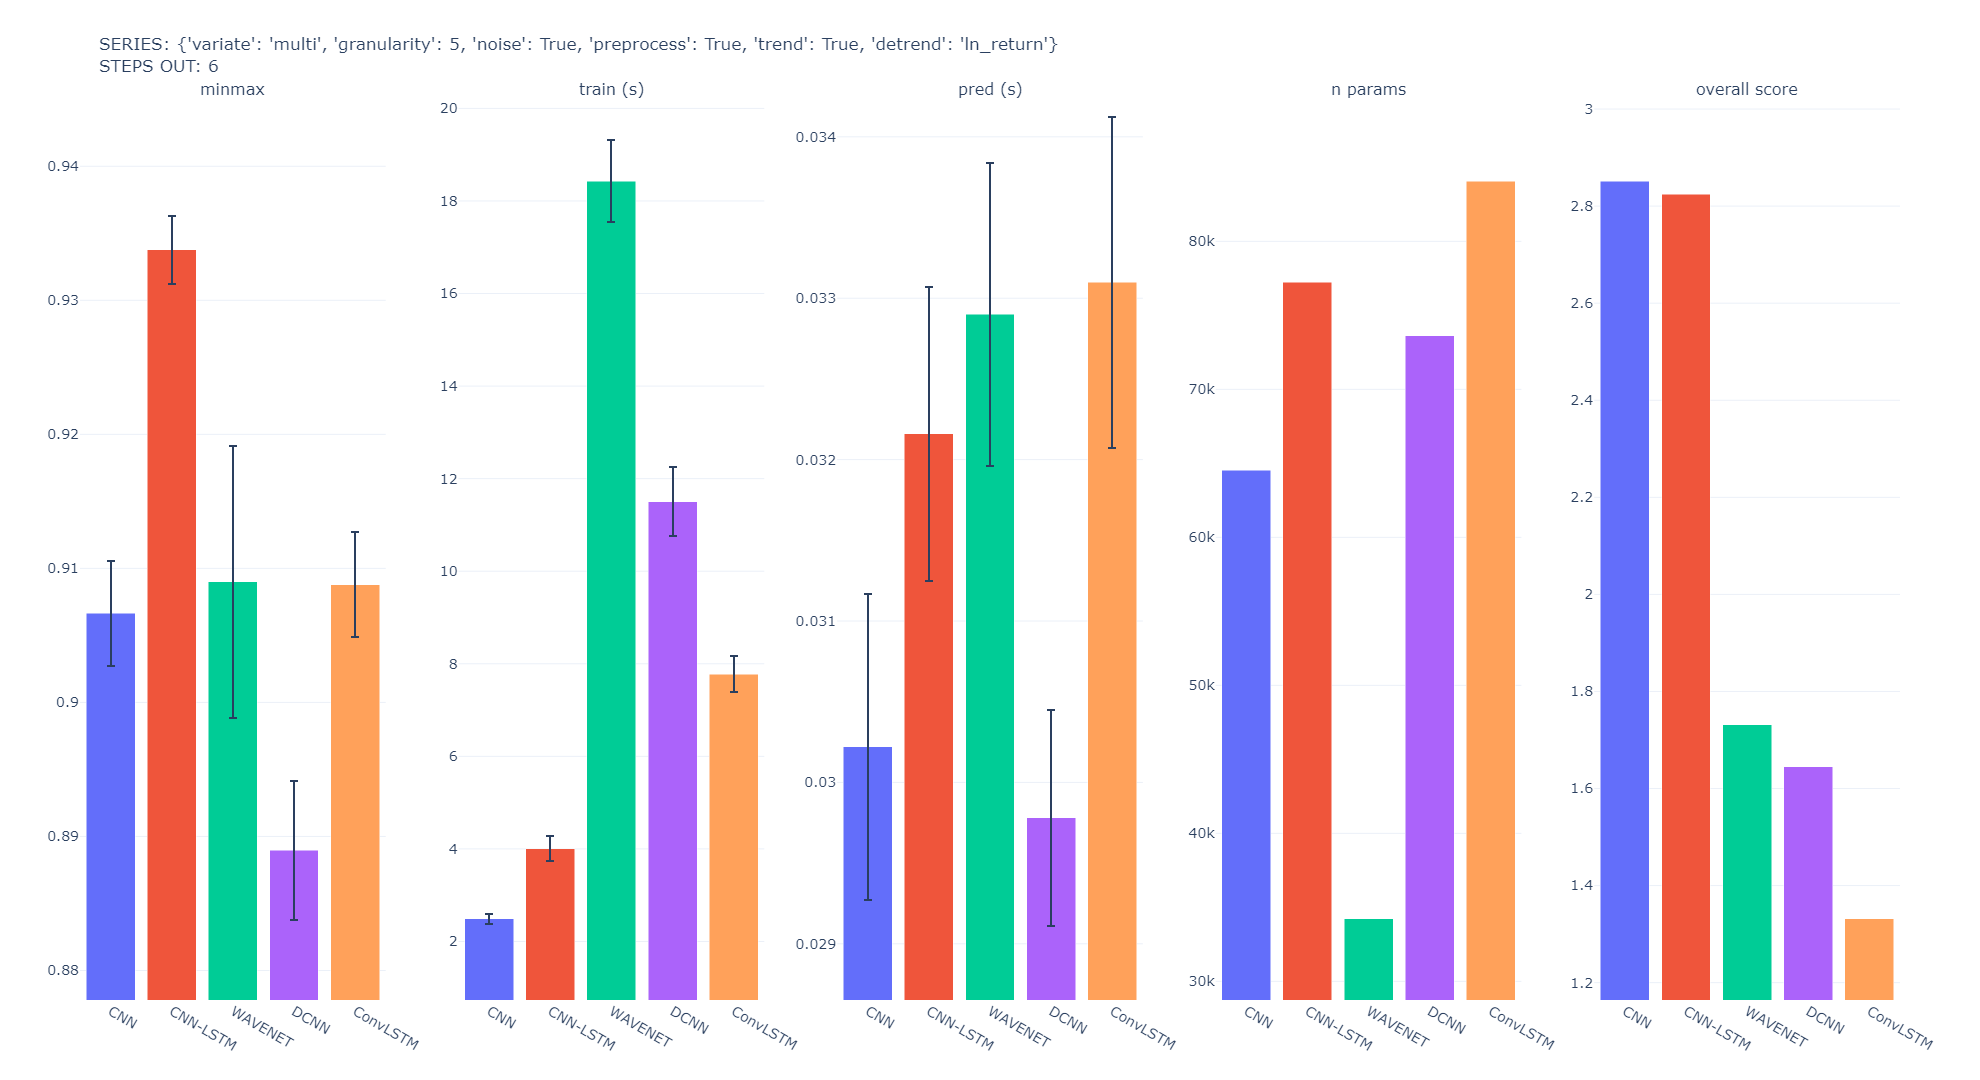 SERIES: {'variate': 'multi', 'granularity': 5, 'noise': True, 'preprocess': True, 'trend': True, 'detrend': 'ln_return'}
STEPS OUT: 6
minmax
0.94
0.93
0.92
0.91
0.9
0.89
0.88
CNN
CNN-LSTM
WAVENET
DCNN
ConvLSTM
train (s)
20
18
16
14
12
10
8
6
4
2
CNN
CNN-LSTM
WAVENET
DCNN
ConvLSTM
pred (s)
0.034
0.033
0.032
0.031
0.03
0.029
CNN
CNN-LSTM
WAVENET
DCNN
ConvLSTM
n params
80k
70k
60k
50k
40k
30k
CNN
CNN-LSTM
WAVENET
DCNN
ConvLSTM
overall score
3
2.8
2.6
2.4
2.2
2
1.8
1.6
1.4
1.2
CNN
CNN-LSTM
WAVENET
DCNN
ConvLSTM